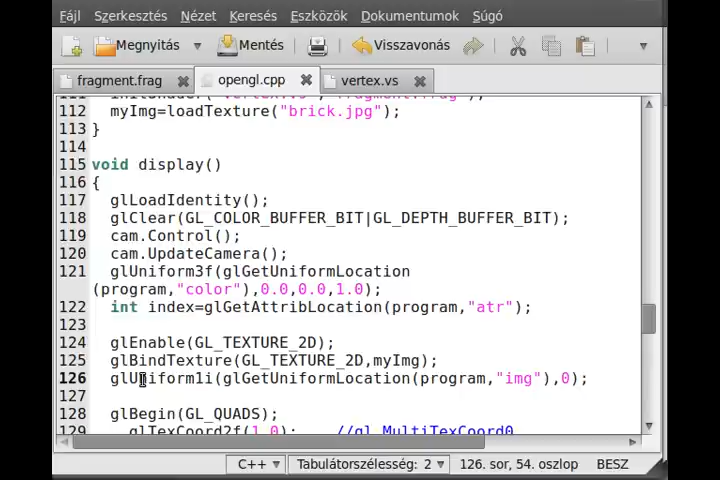 Fájl Szerkesztés Nézet Keresés Eszközök Dokumentumok Súgó
Megnyitás Mentés Visszavonás
fragment.frag opengl.cpp vertex.vs
112 myImg=loadTexture("brick.jpg");
113 }
114
115 void display()
116 {
117 glLoadIdentity();
118 glClear(GL_COLOR_BUFFER_BIT|GL_DEPTH_BUFFER_BIT);
119 cam.Control();
120 cam.UpdateCamera();
121 glUniform3f(glGetUniformLocation
(program,"color"),0.0,0.0,1.0);
122 int index=glGetAttribLocation(program,"atr");
123
124 glEnable(GL_TEXTURE_2D);
125 glBindTexture(GL_TEXTURE_2D,myImg);
126 glUniform1i(glGetUniformLocation(program,"img"),0);
127
128 glBegin(GL_QUADS);
129 glTexCoord2f(1,0); //gl_MultiTexCoord0
C++ Tabulátorszélesség: 2 126. sor, 54. oszlop BESZ